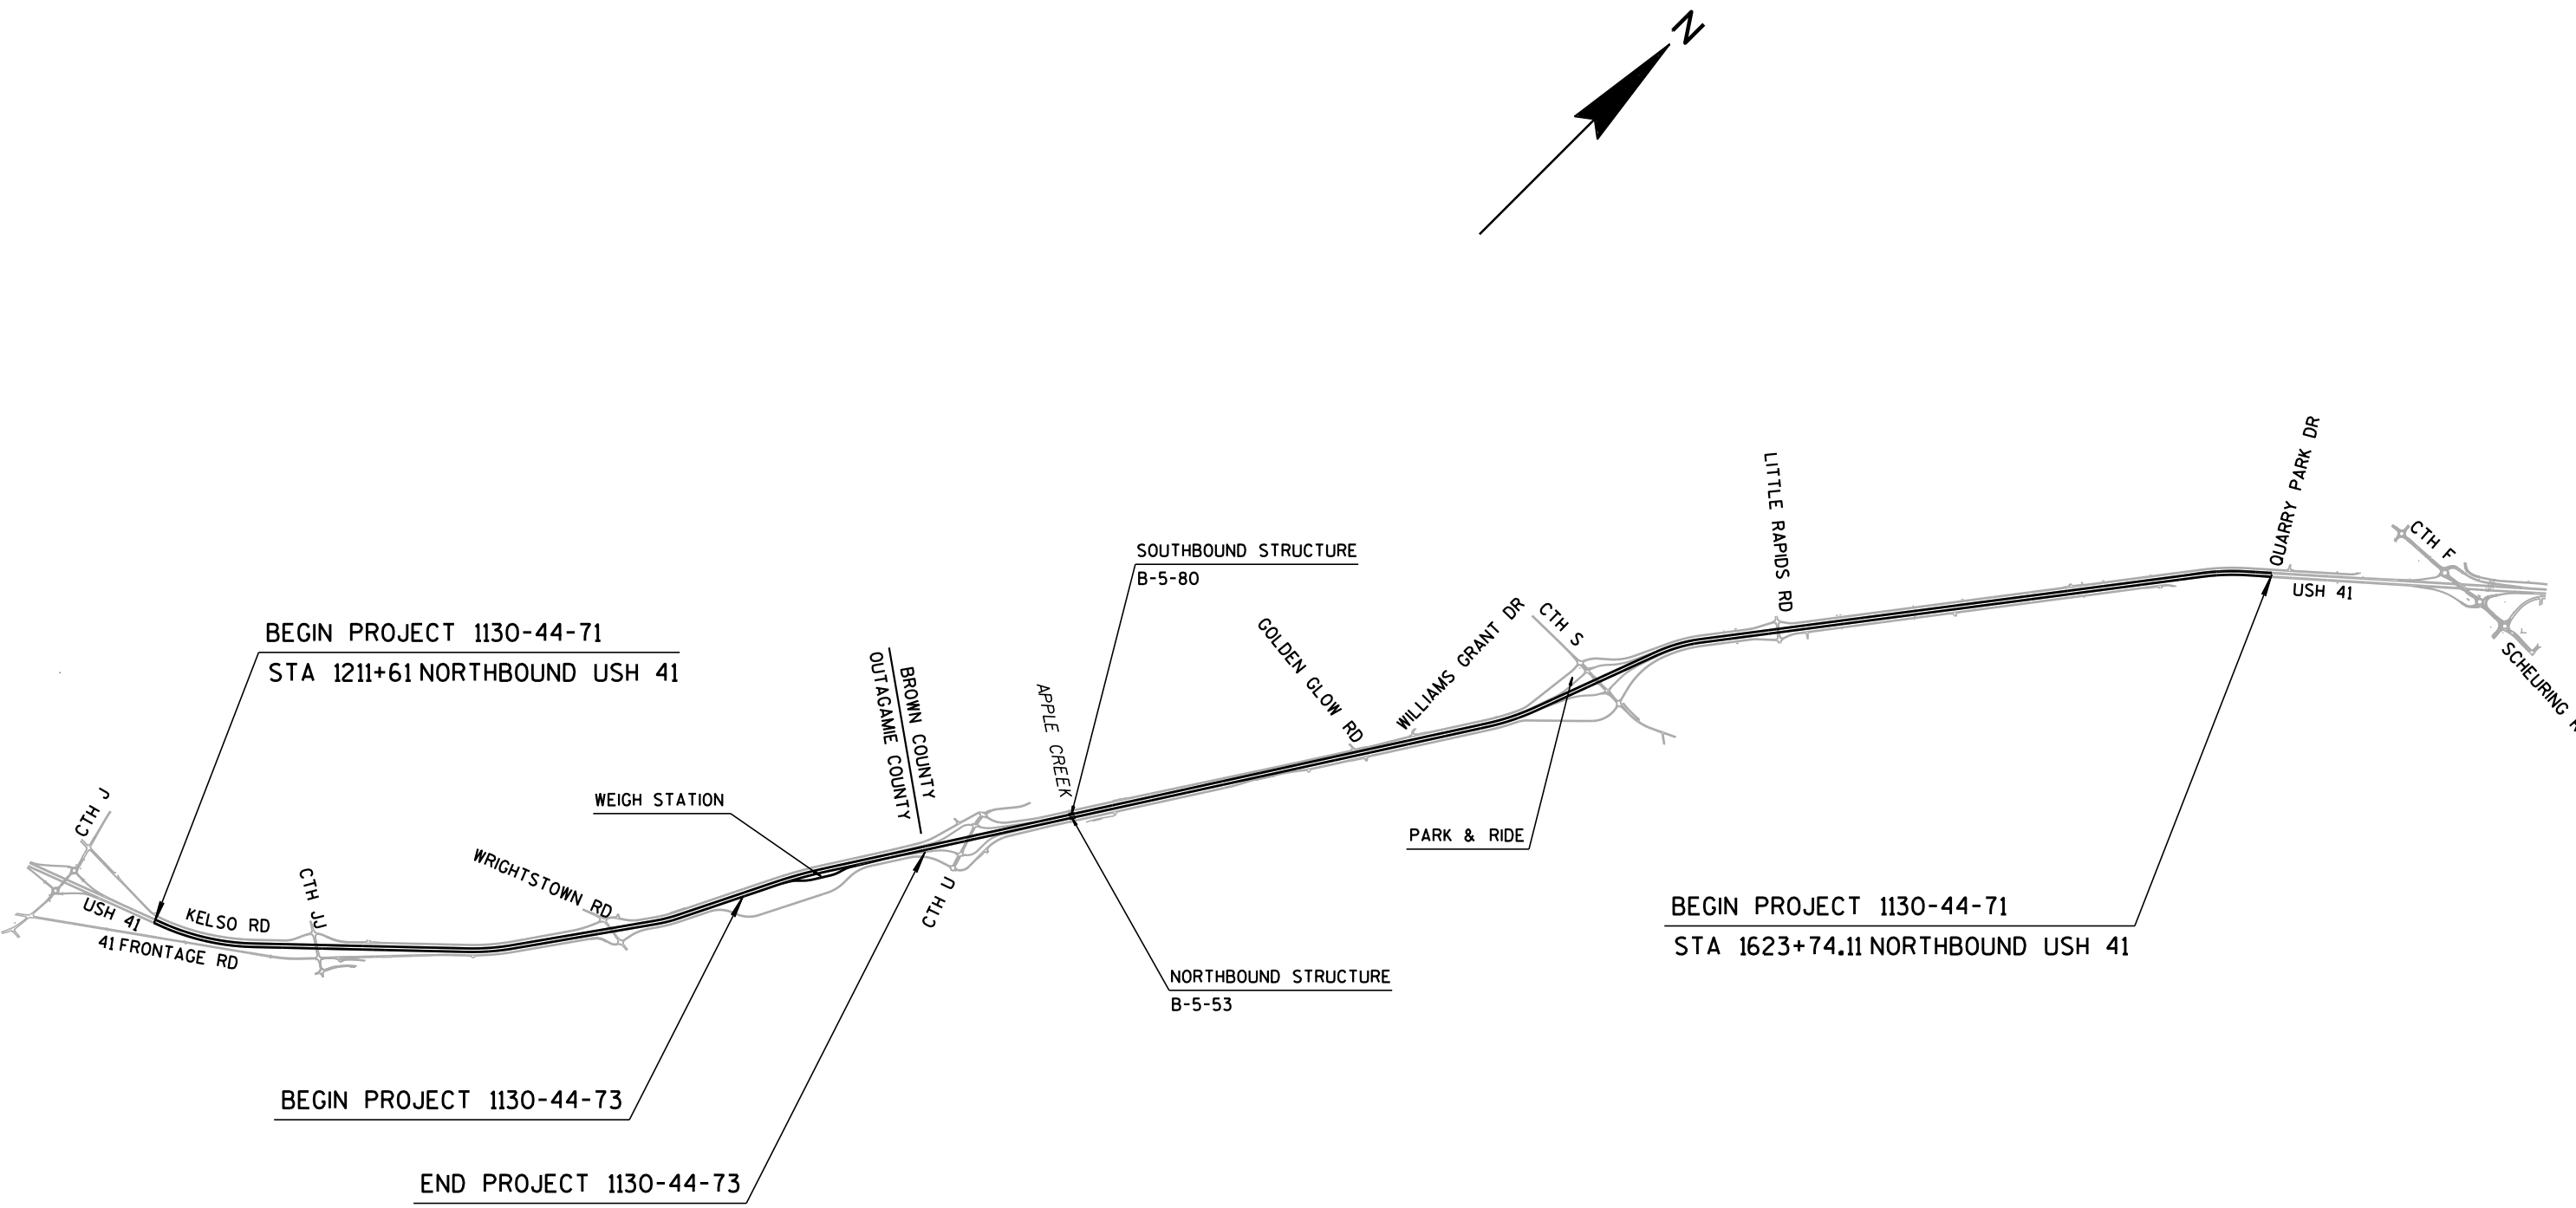 N
QUARRY PARK DR
LITTLE RAPIDS RD
CTH F
SOUTHBOUND STRUCTURE
B-5-80
USH 41
GOLDEN GLOW RD
WILLIAMS GRANT DR
CTH S
BEGIN PROJECT 1130-44-71
STA 1211+61 NORTHBOUND USH 41
SCHEURING
BROWN COUNTY
OUTAGAMIE COUNTY
APPLE CREEK
CTH J
WEIGH STATION
PARK & RIDE
WRIGHTSTOWN RD
CTH JJ
CTH U
USH 41
KELSO RD
41 FRONTAGE RD
BEGIN PROJECT 1130-44-71
STA 1623+74.11 NORTHBOUND USH 41
NORTHBOUND STRUCTURE
B-5-53
BEGIN PROJECT 1130-44-73
END PROJECT 1130-44-73